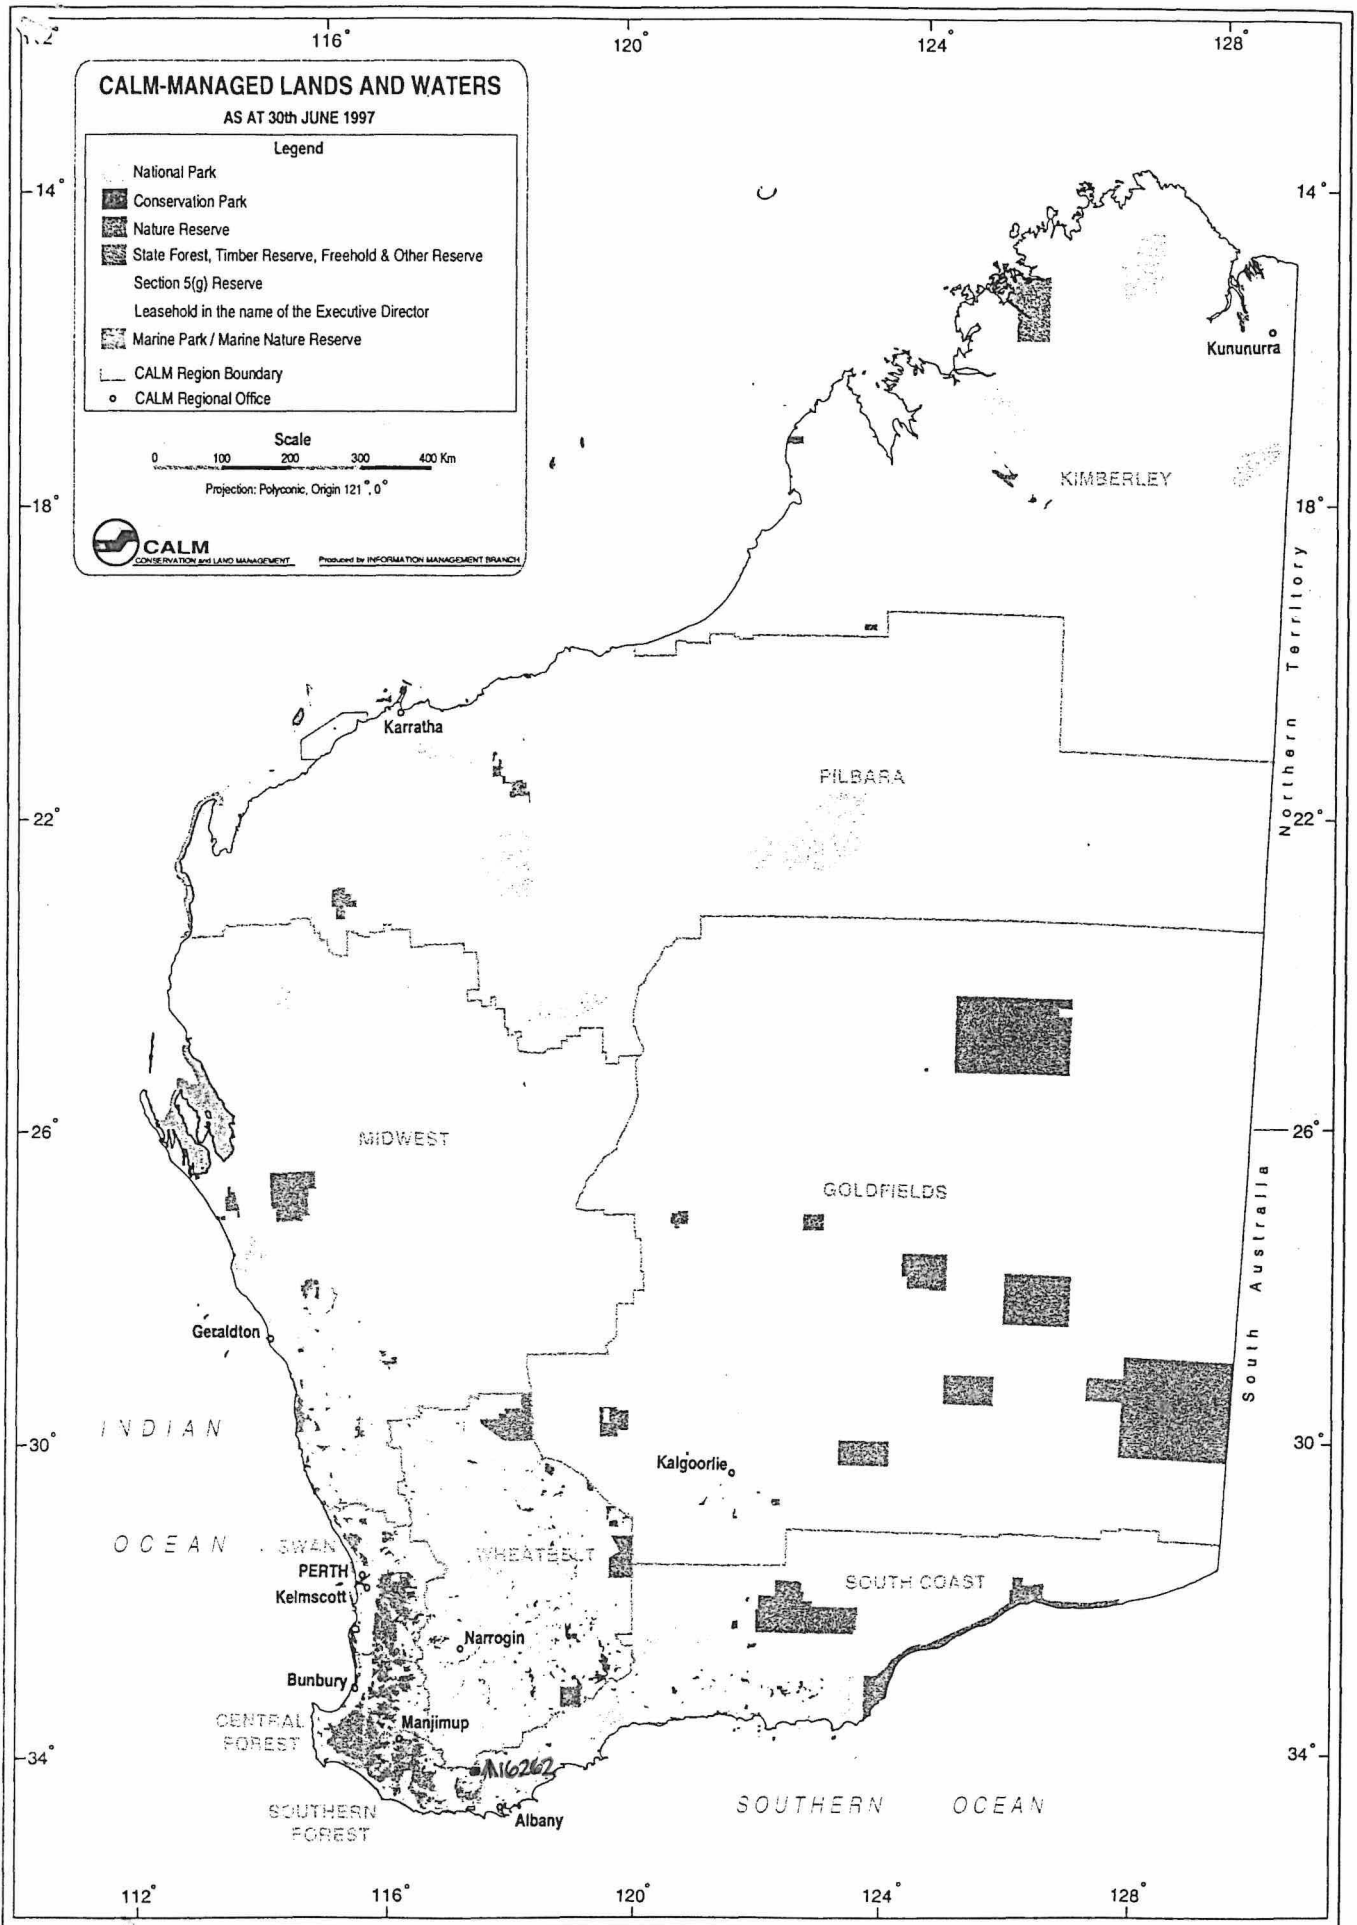 116°
120°
124°
128°
CALM-MANAGED LANDS AND WATERS
AS AT 30th JUNE 1997
Legend
National Park
Conservation Park
Nature Reserve
State Forest, Timber Reserve, Freehold & Other Reserve
Section 5(g) Reserve
Leasehold in the name of the Executive Director
Marine Park / Marine Nature Reserve
CALM Region Boundary
CALM Regional Office
Scale
0 100 200 300 400 Km
Projection: Polyconic, Origin 121°, 0°
CALM
CONSERVATION and LAND MANAGEMENT
Produced by INFORMATION MANAGEMENT BRANCH
14°
14°
Kununurra
KIMBERLEY
18°
18°
Northern Territory
Karratha
PILBARA
22°
22°
26°
26°
MIDWEST
GOLDFIELDS
South Australia
Geraldton
INDIAN
30°
30°
Kalgoorlie
OCEAN
SWAN
WHEATBELT
PERTH
Kelmscott
SOUTH COAST
Narrogin
Bunbury
CENTRAL
FOREST
Manjimup
34°
34°
A16262
SOUTHERN OCEAN
SOUTHERN
FOREST
Albany
112°
116°
120°
124°
128°